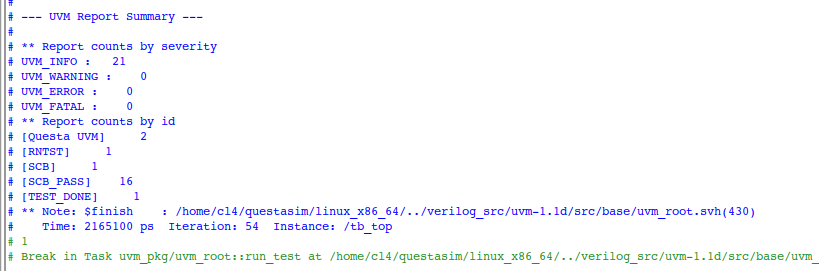 #
# --- UVM Report Summary ---
#
# ** Report counts by severity
# UVM_INFO :   21
# UVM_WARNING :    0
# UVM_ERROR :    0
# UVM_FATAL :    0
# ** Report counts by id
# [Questa UVM]     2
# [RNTST]     1
# [SCB]     1
# [SCB_PASS]    16
# [TEST_DONE]     1
# ** Note: $finish    : /home/cl4/questasim/linux_x86_64/../verilog_src/uvm-1.1d/src/base/uvm_root.svh(430)
#    Time: 2165100 ps  Iteration: 54  Instance: /tb_top
# 1
# Break in Task uvm_pkg/uvm_root::run_test at /home/cl4/questasim/linux_x86_64/../verilog_src/uvm-1.1d/src/base/uvm_